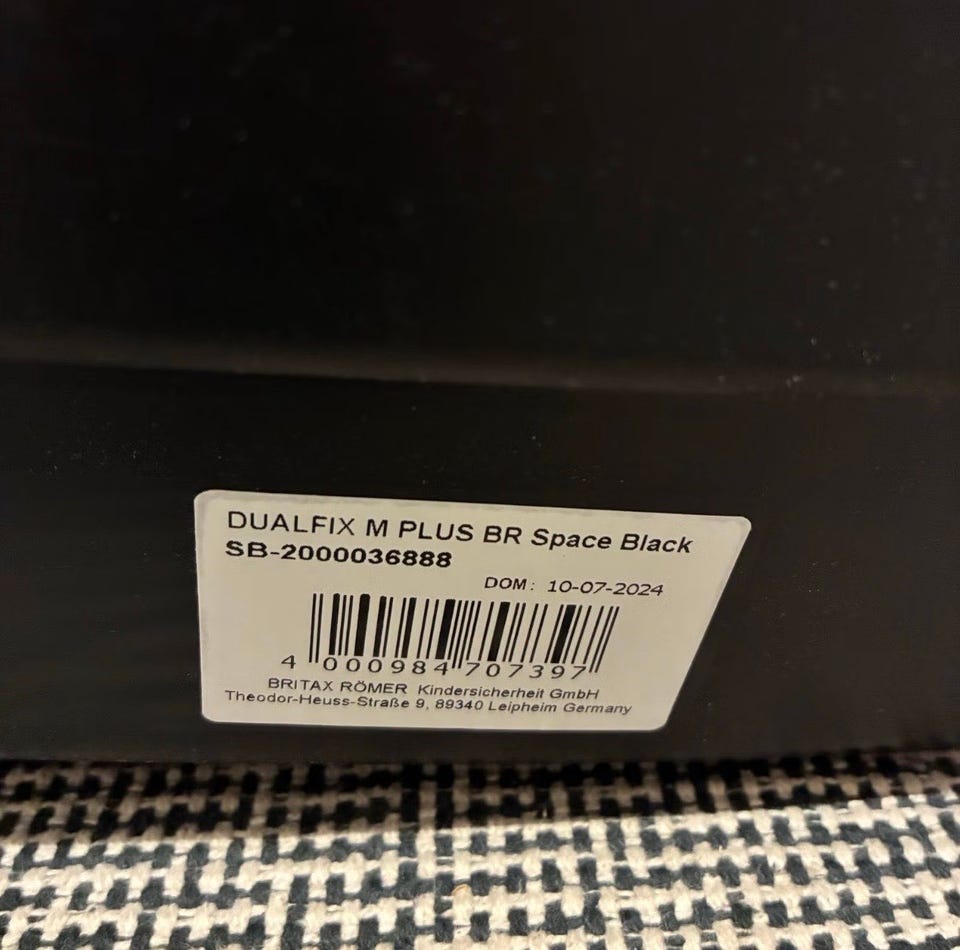 DUALFIX M PLUS BR Space Black
SB-2000036888
DOM: 10-07-2024
4 000984 707397
BRITAX RÖMER Kindersicherheit GmbH
Theodor-Heuss-Straße 9, 89340 Leipheim Germany